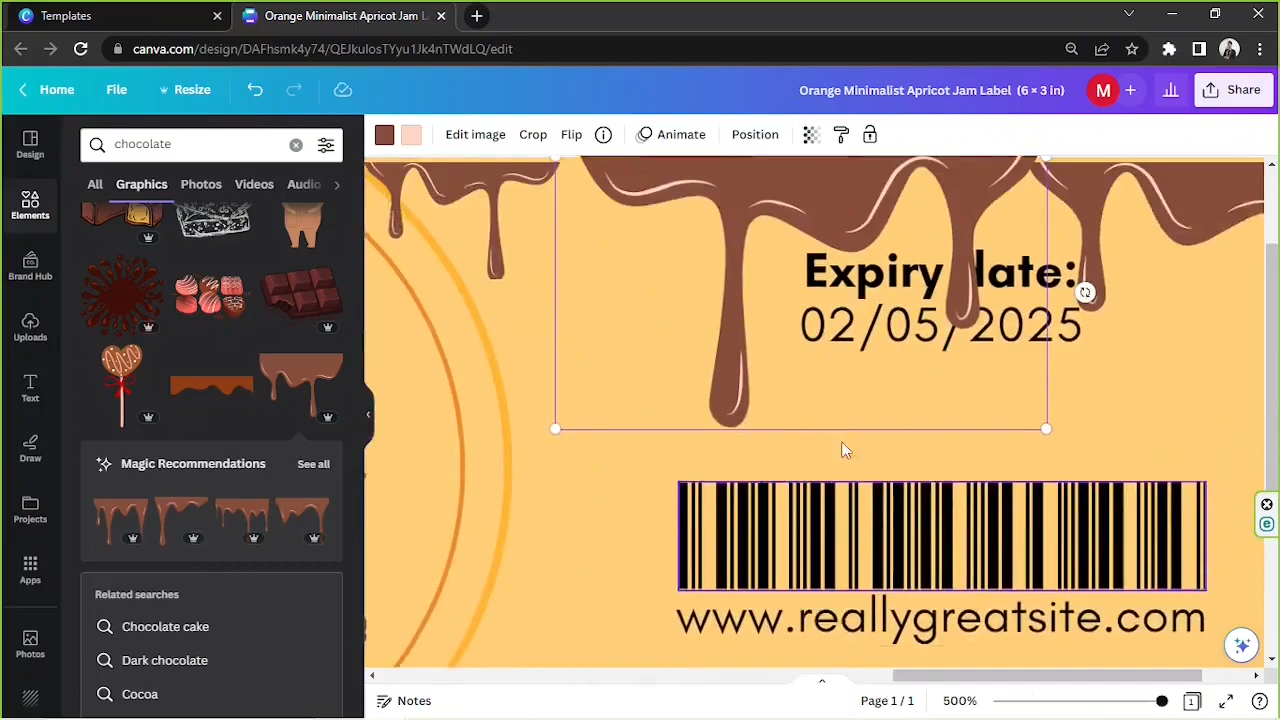 Templates
Orange Minimalist Apricot Jam L
canva.com/design/DAFhsmk4y74/QEJkulosTYyu1Jk4nTWdLQ/edit
Home
File
Resize
Orange Minimalist Apricot Jam Label (6 × 3 in)
M
Share
Design
Elements
Brand Hub
Uploads
Text
Draw
Projects
Apps
Photos
chocolate
All
Graphics
Photos
Videos
Audio
Magic Recommendations
See all
Related searches
Chocolate cake
Dark chocolate
Cocoa
Edit image
Crop
Flip
Animate
Position
Expiry date:
02/05/2025
www.reallygreatsite.com
Notes
Page 1 / 1
500%
1